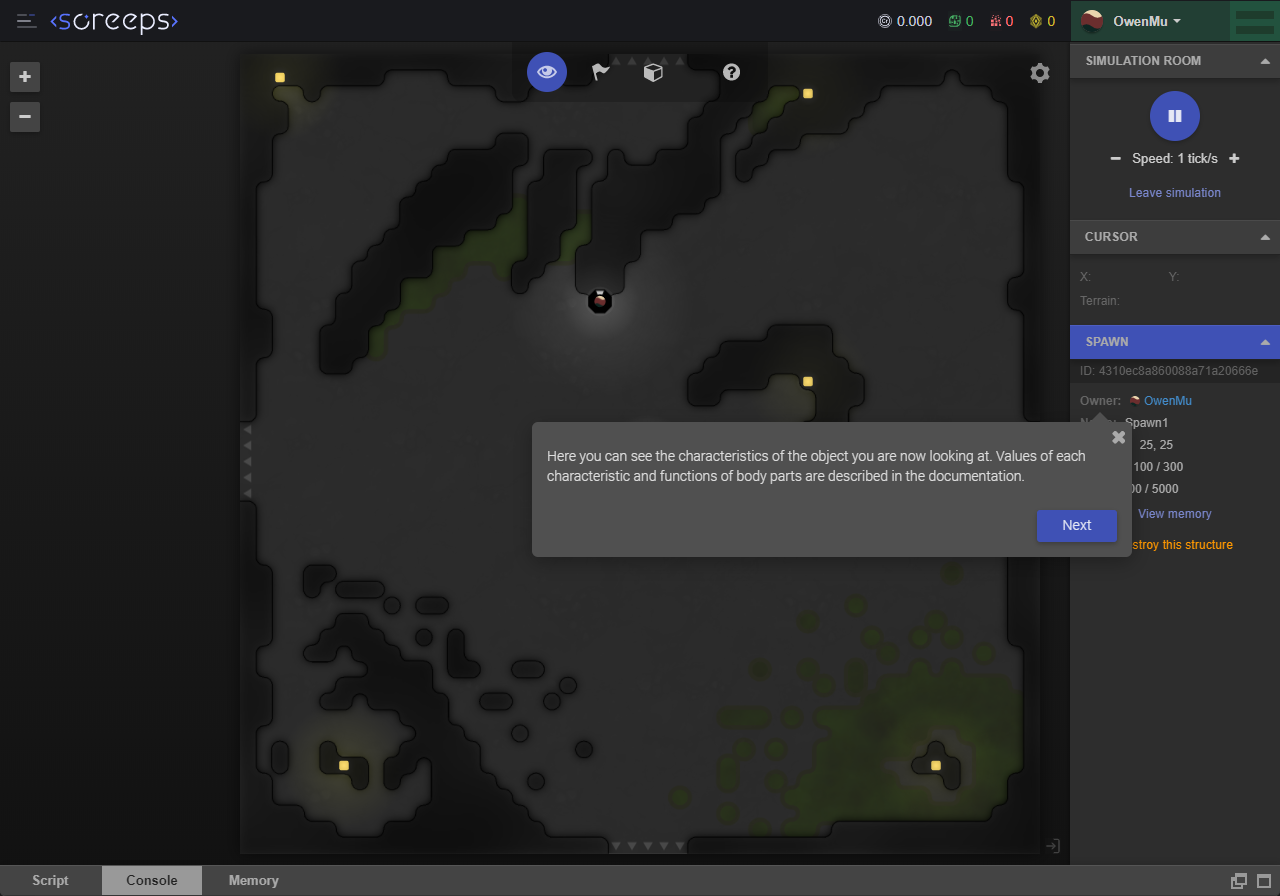 screeps
0.000 0 0 0
OwenMu
SIMULATION ROOM
Speed: 1 tick/s
Leave simulation
CURSOR
X: Y:
Terrain:
SPAWN
ID: 4310ec8a860088a71a20666e
Owner: OwenMu
Spawn1
25, 25
100 / 300
/ 5000
View memory
this structure
Here you can see the characteristics of the object you are now looking at. Values of each
characteristic and functions of body parts are described in the documentation.
Next
Script Console Memory